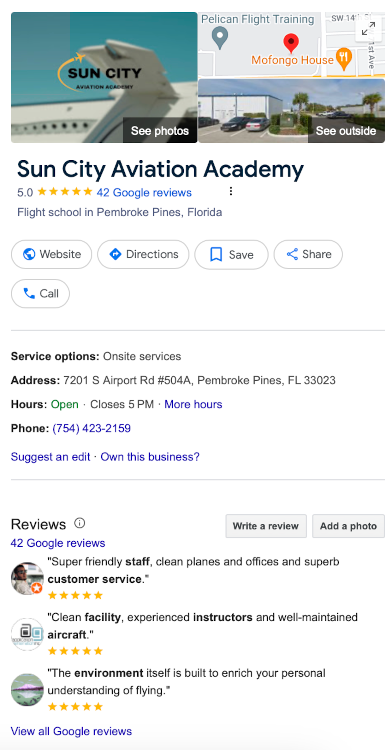 SUN CITY
AVIATION ACADEMY
See photos
Pelican Flight Training
SW 14th
1st Ave
Mofongo House
See outside
Sun City Aviation Academy
5.0 ★★★★★ 42 Google reviews
Flight school in Pembroke Pines, Florida
Website
Directions
Save
Share
Call
Service options: Onsite services
Address: 7201 S Airport Rd #504A, Pembroke Pines, FL 33023
Hours: Open · Closes 5 PM · More hours
Phone: (754) 423-2159
Suggest an edit · Own this business?
Reviews
Write a review
Add a photo
42 Google reviews
"Super friendly staff, clean planes and offices and superb
customer service."
"Clean facility, experienced instructors and well-maintained
aircraft."
"The environment itself is built to enrich your personal
understanding of flying."
View all Google reviews